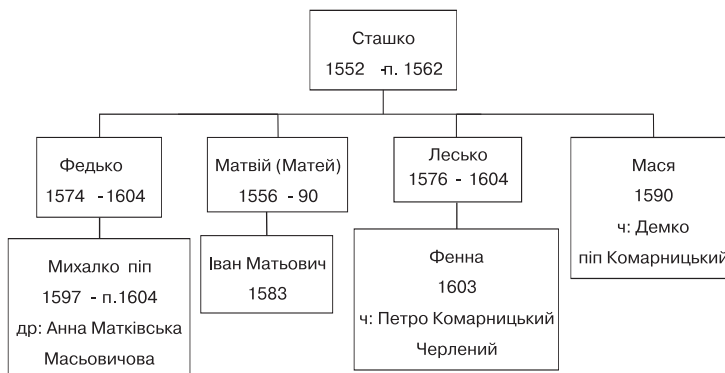 Сташко
1552 -п. 1562
Федько
1574 - 1604
Матвій (Матей)
1556 - 90
Лесько
1576 - 1604
Мася
1590
ч: Демко
піп Комарницький
Михалко піп
1597 - п.1604
др: Анна Матківська
Масьовичова
Іван Матьович
1583
Фенна
1603
ч: Петро Комарницький
Черлений